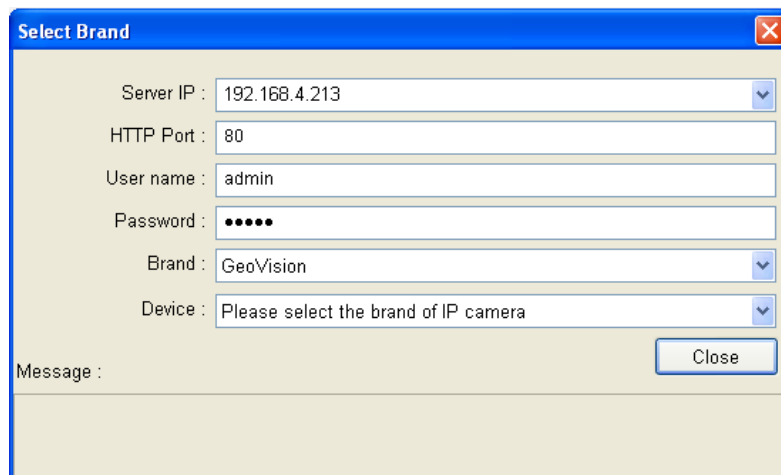 Select Brand
Server IP : 192.168.4.213
HTTP Port : 80
User name : admin
Password : •••••
Brand : GeoVision
Device : Please select the brand of IP camera
Close
Message :